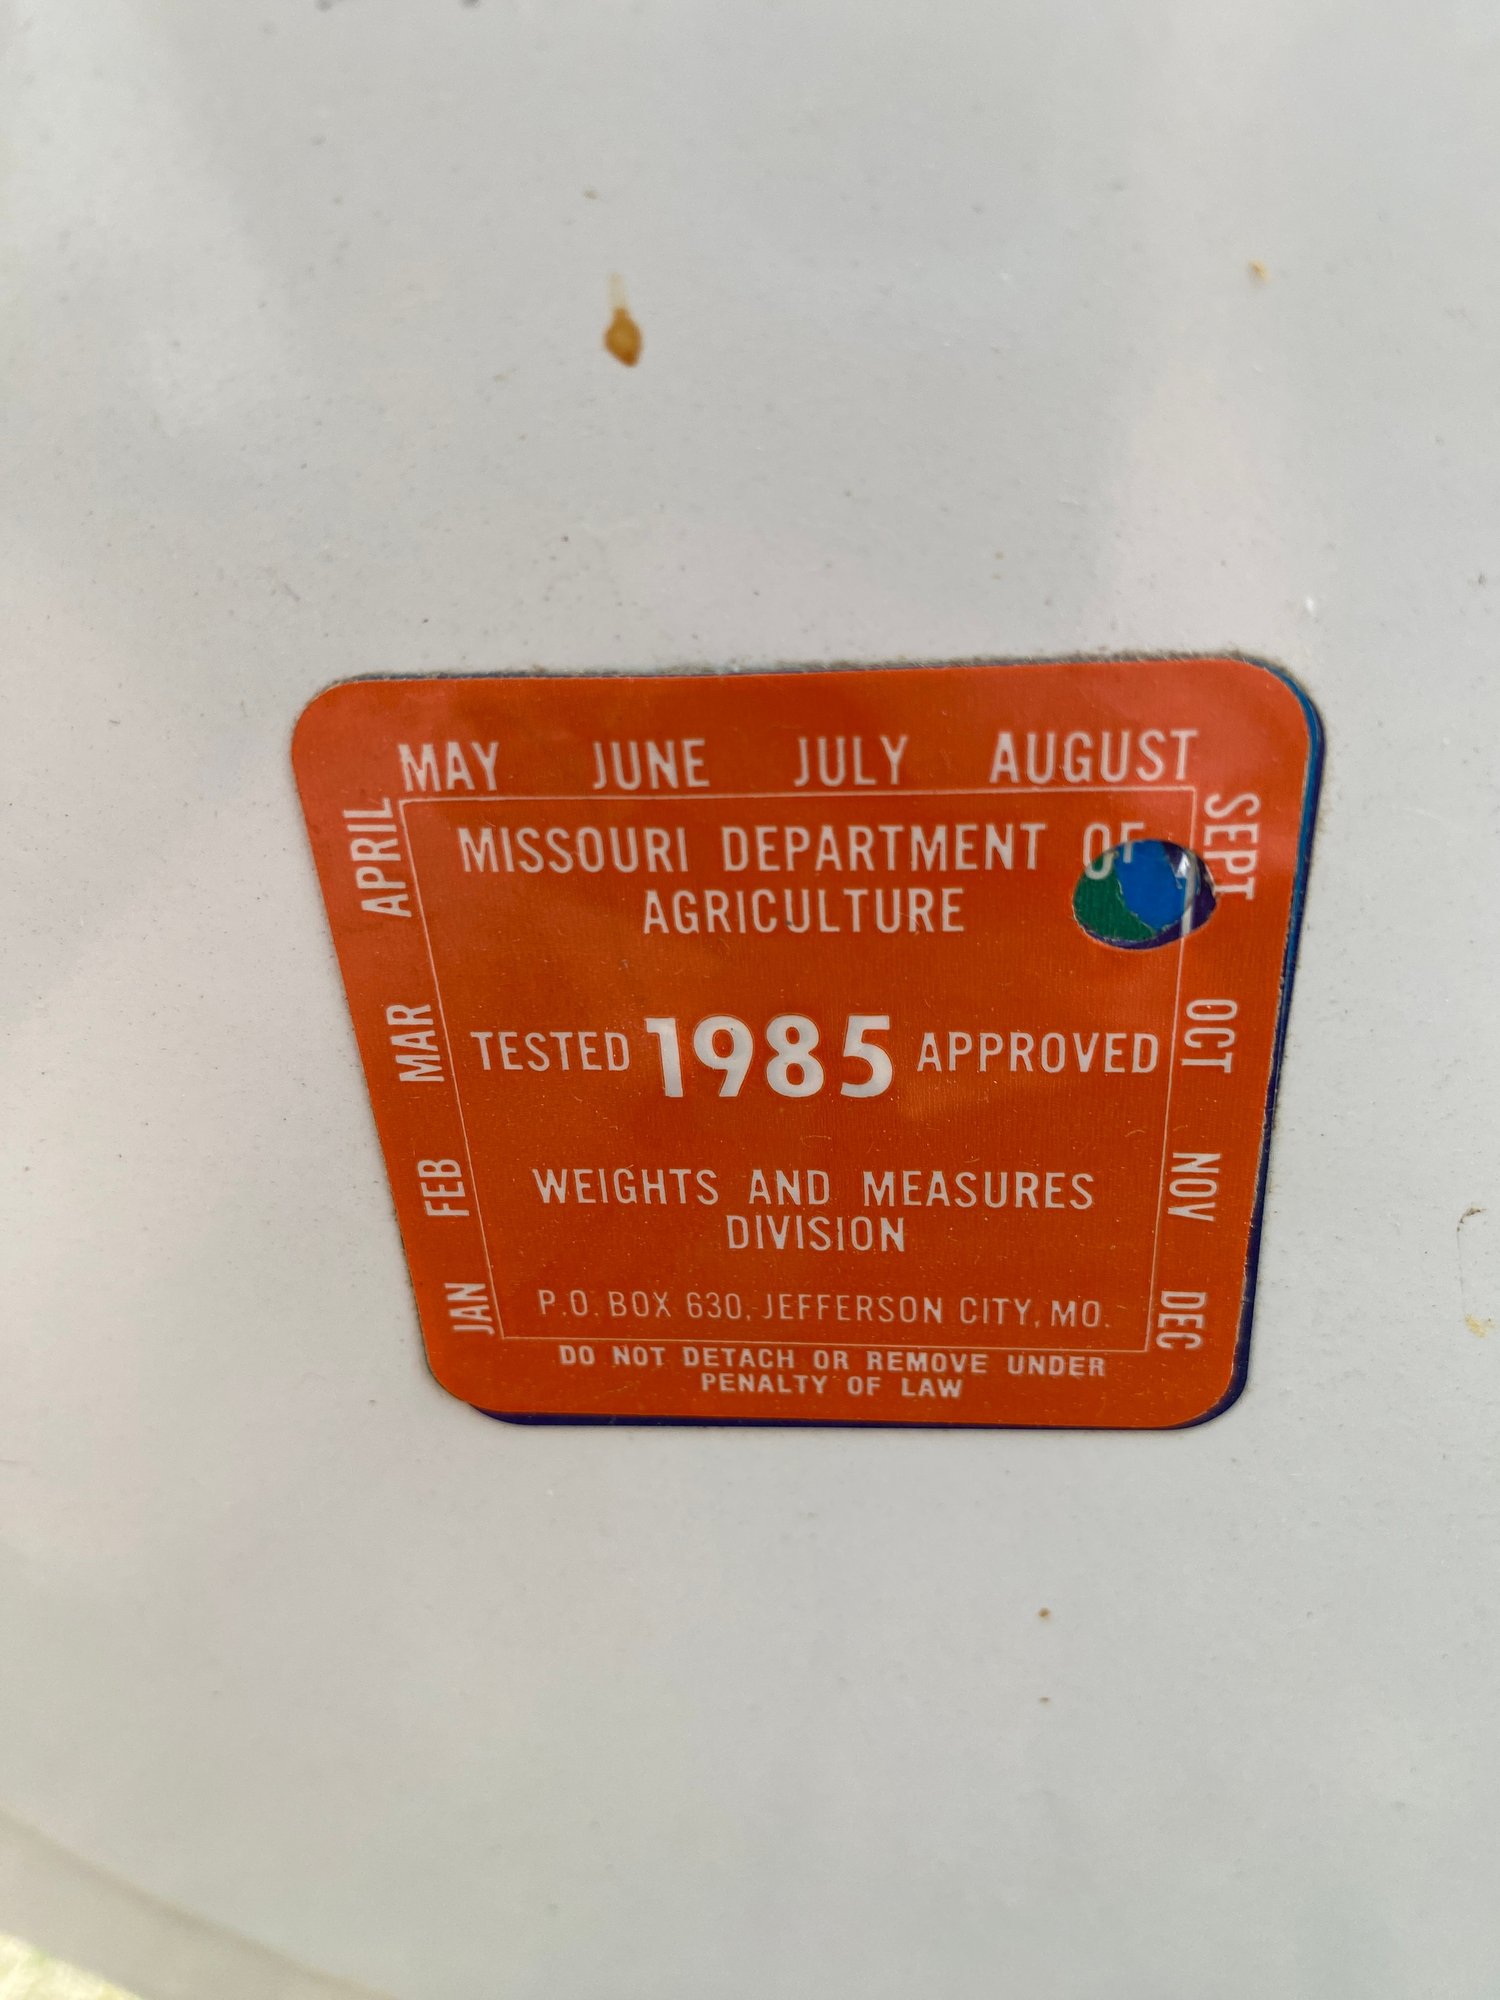 MAY JUNE JULY AUGUST
APRIL
MAR
FEB
JAN
MISSOURI DEPARTMENT OF
AGRICULTURE
TESTED 1985 APPROVED
WEIGHTS AND MEASURES
DIVISION
P.O. BOX 630, JEFFERSON CITY, MO.
SEPT
OCT
NOV
DEC
DO NOT DETACH OR REMOVE UNDER
PENALTY OF LAW